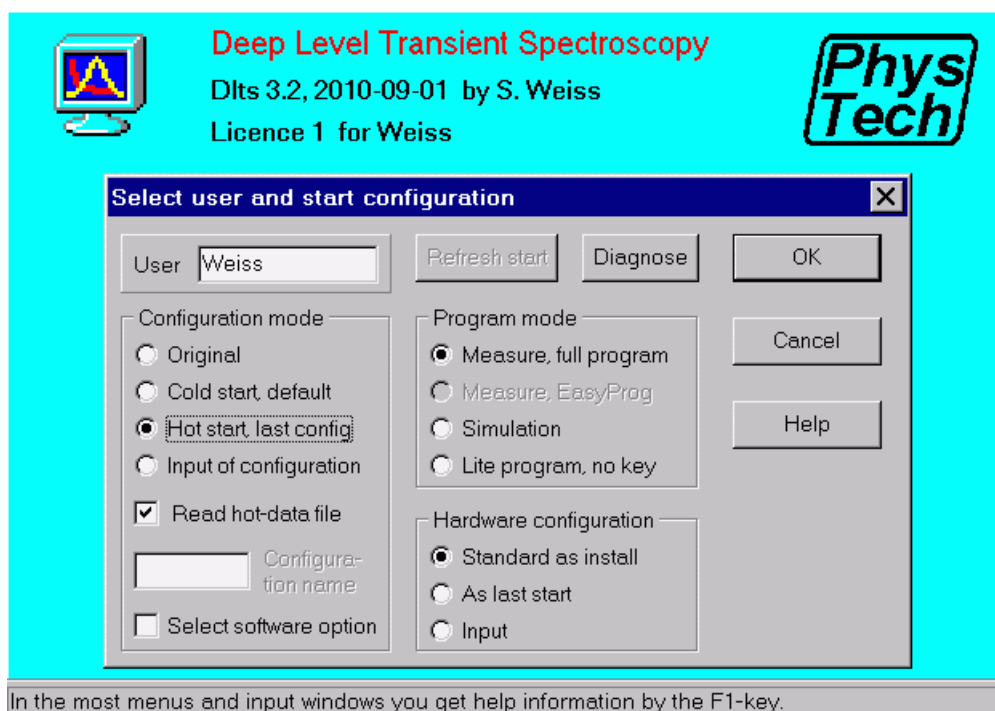 Deep Level Transient Spectroscopy
Dlts 3.2, 2010-09-01 by S. Weiss
Licence 1 for Weiss
Phys
Tech
Select user and start configuration
User Weiss
Refresh start
Diagnose
OK
Configuration mode
Original
Cold start, default
Hot start, last config
Input of configuration
Read hot-data file
Configura-
tion name
Select software option
Program mode
Measure, full program
Measure, EasyProg
Simulation
Lite program, no key
Hardware configuration
Standard as install
As last start
Input
Cancel
Help
In the most menus and input windows you get help information by the F1-key.